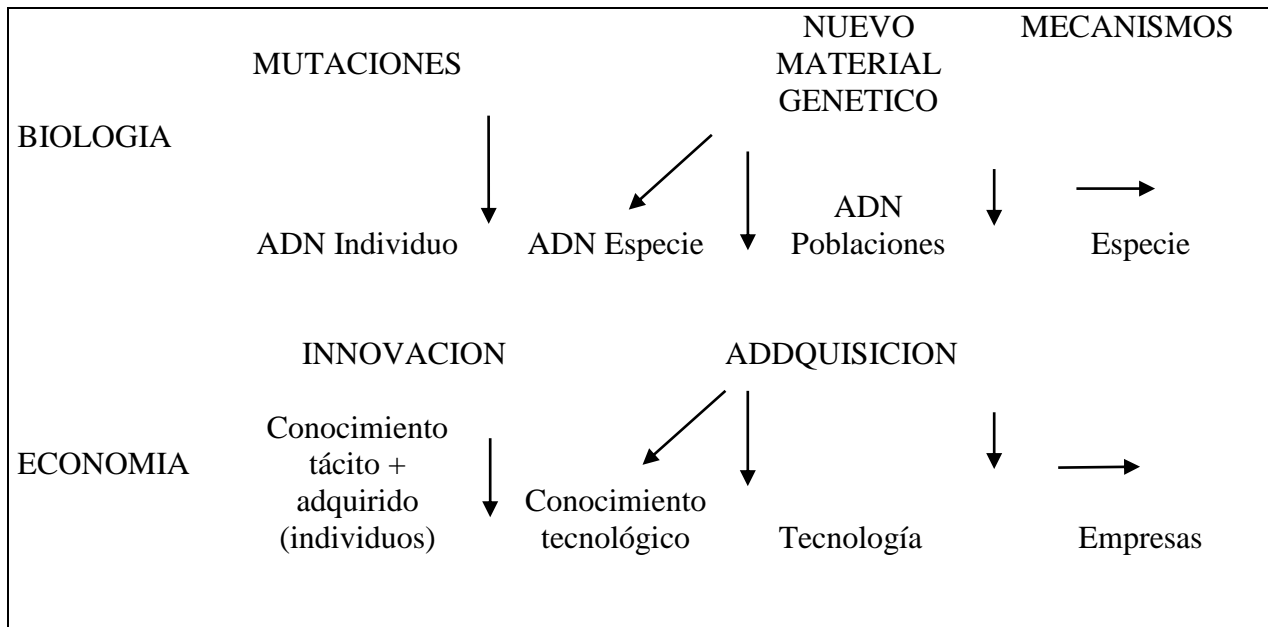 NUEVO MECANISMOS
MUTACIONES MATERIAL
GENETICO
BIOLOGIA
ADN
ADN Individuo ADN Especie Poblaciones Especie
INNOVACION ADDQUISICION
Conocimiento
ECONOMIA tácito +
adquirido Conocimiento
(individuos) tecnológico Tecnología Empresas